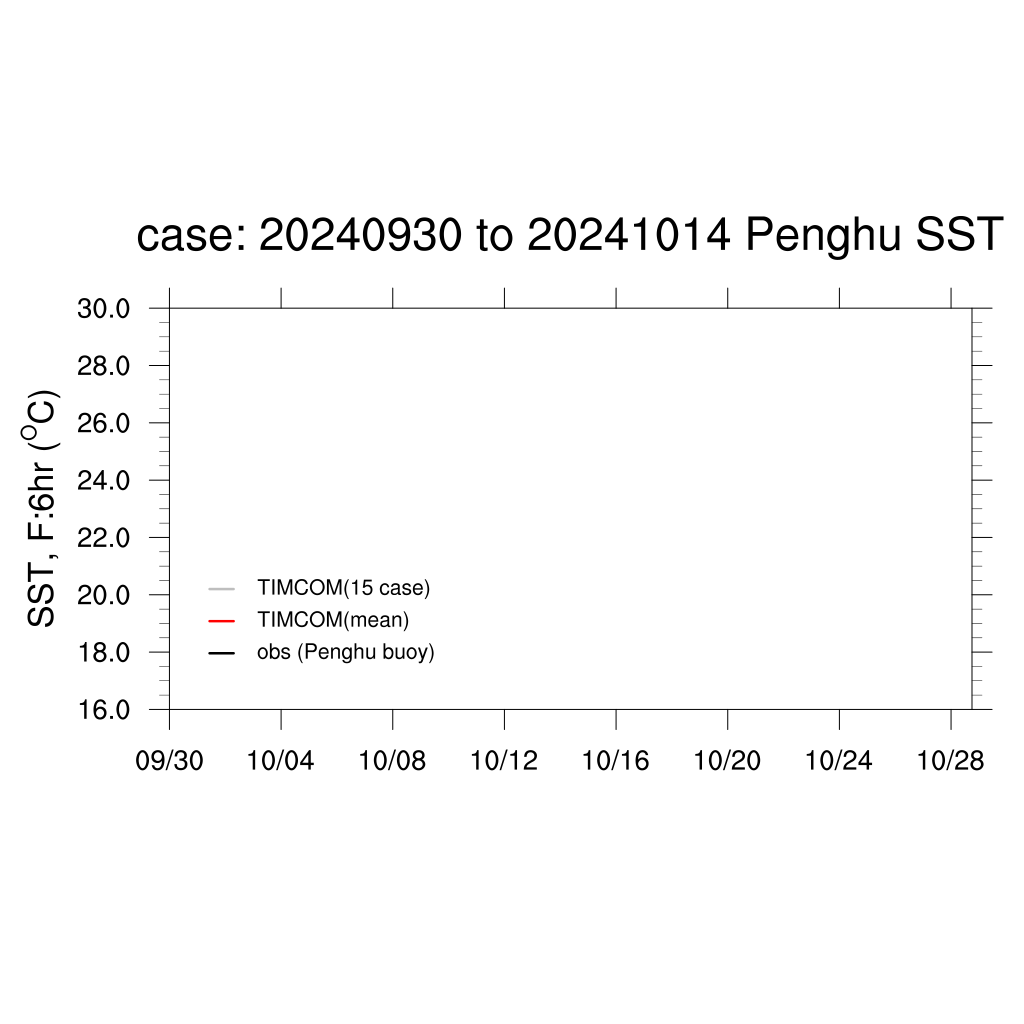 case: 20240930 to 20241014 Penghu SST
SST, F:6hr (°C)
30.0
28.0
26.0
24.0
22.0
20.0
18.0
16.0
TIMCOM(15 case)
TIMCOM(mean)
obs (Penghu buoy)
09/30 10/04 10/08 10/12 10/16 10/20 10/24 10/28